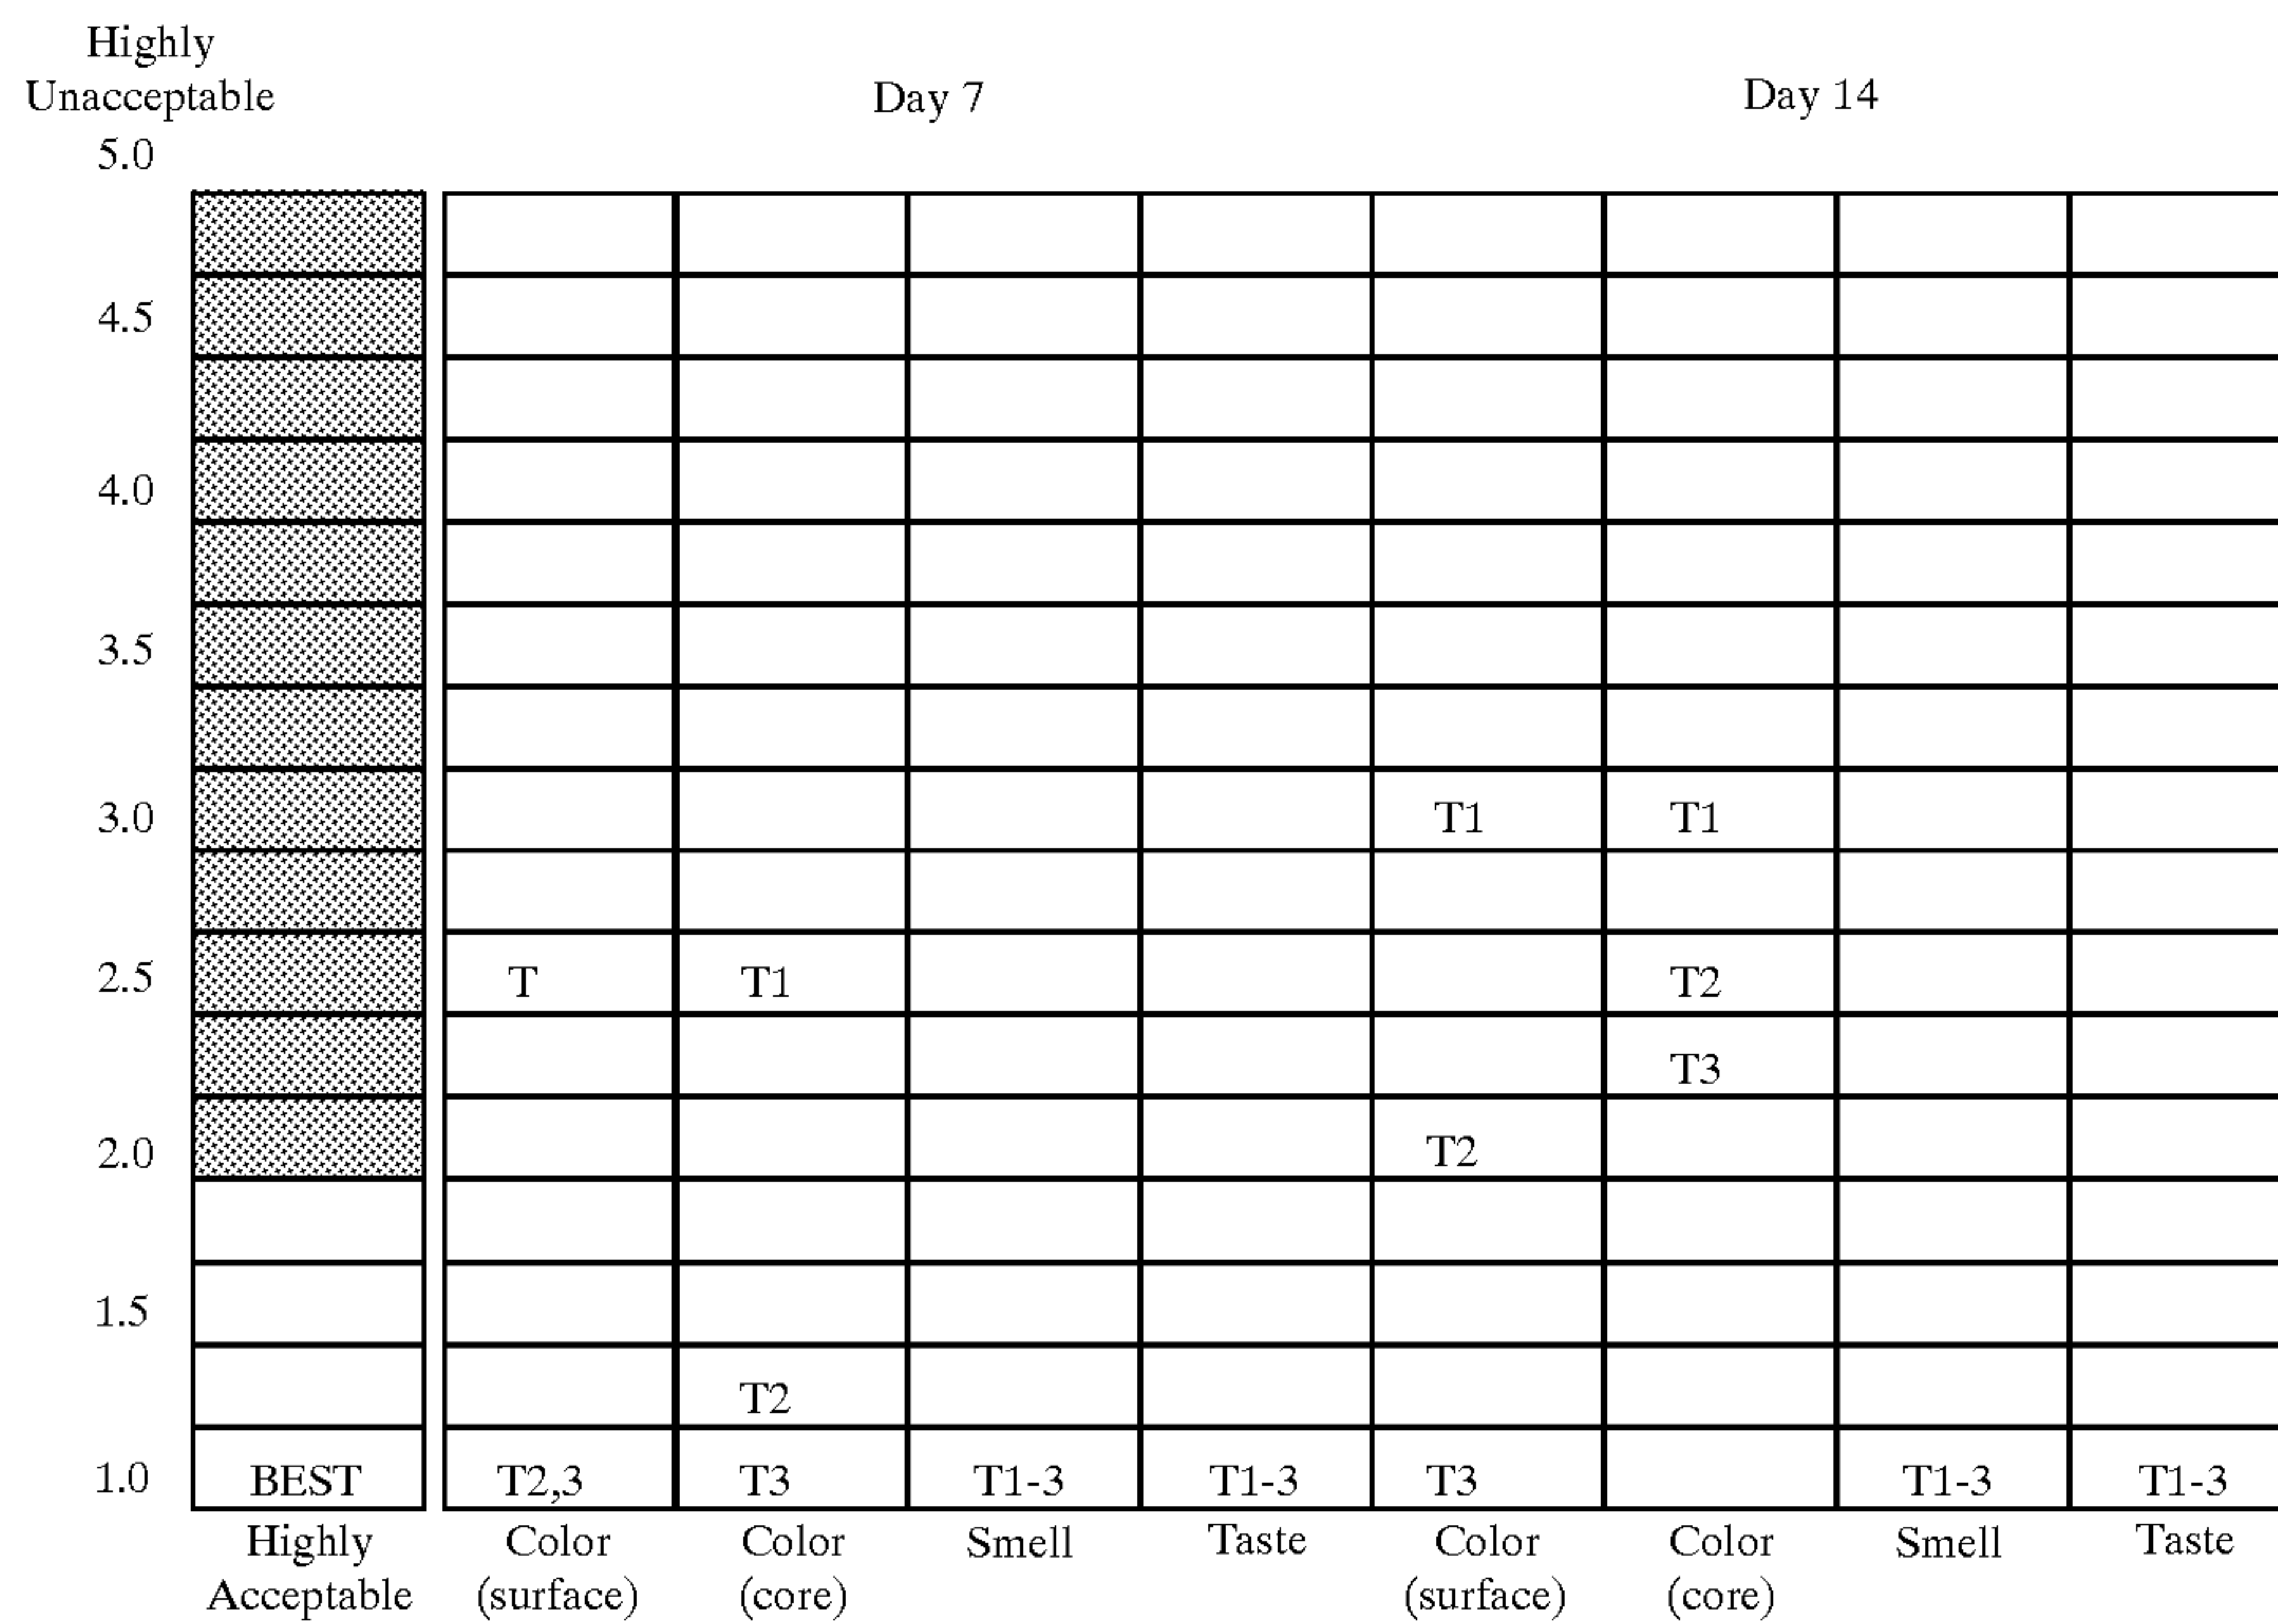 Highly
Unacceptable
Day 7 Day 14
5.0
4.5
4.0
3.5
3.0 T1 T1
2.5 T T1 T2
T3
2.0 T2
1.5
T2
1.0 BEST T2,3 T3 T1-3 T1-3 T3 T1-3 T1-3
Highly Color Color Smell Taste Color Color Smell Taste
Acceptable (surface) (core) (surface) (core)